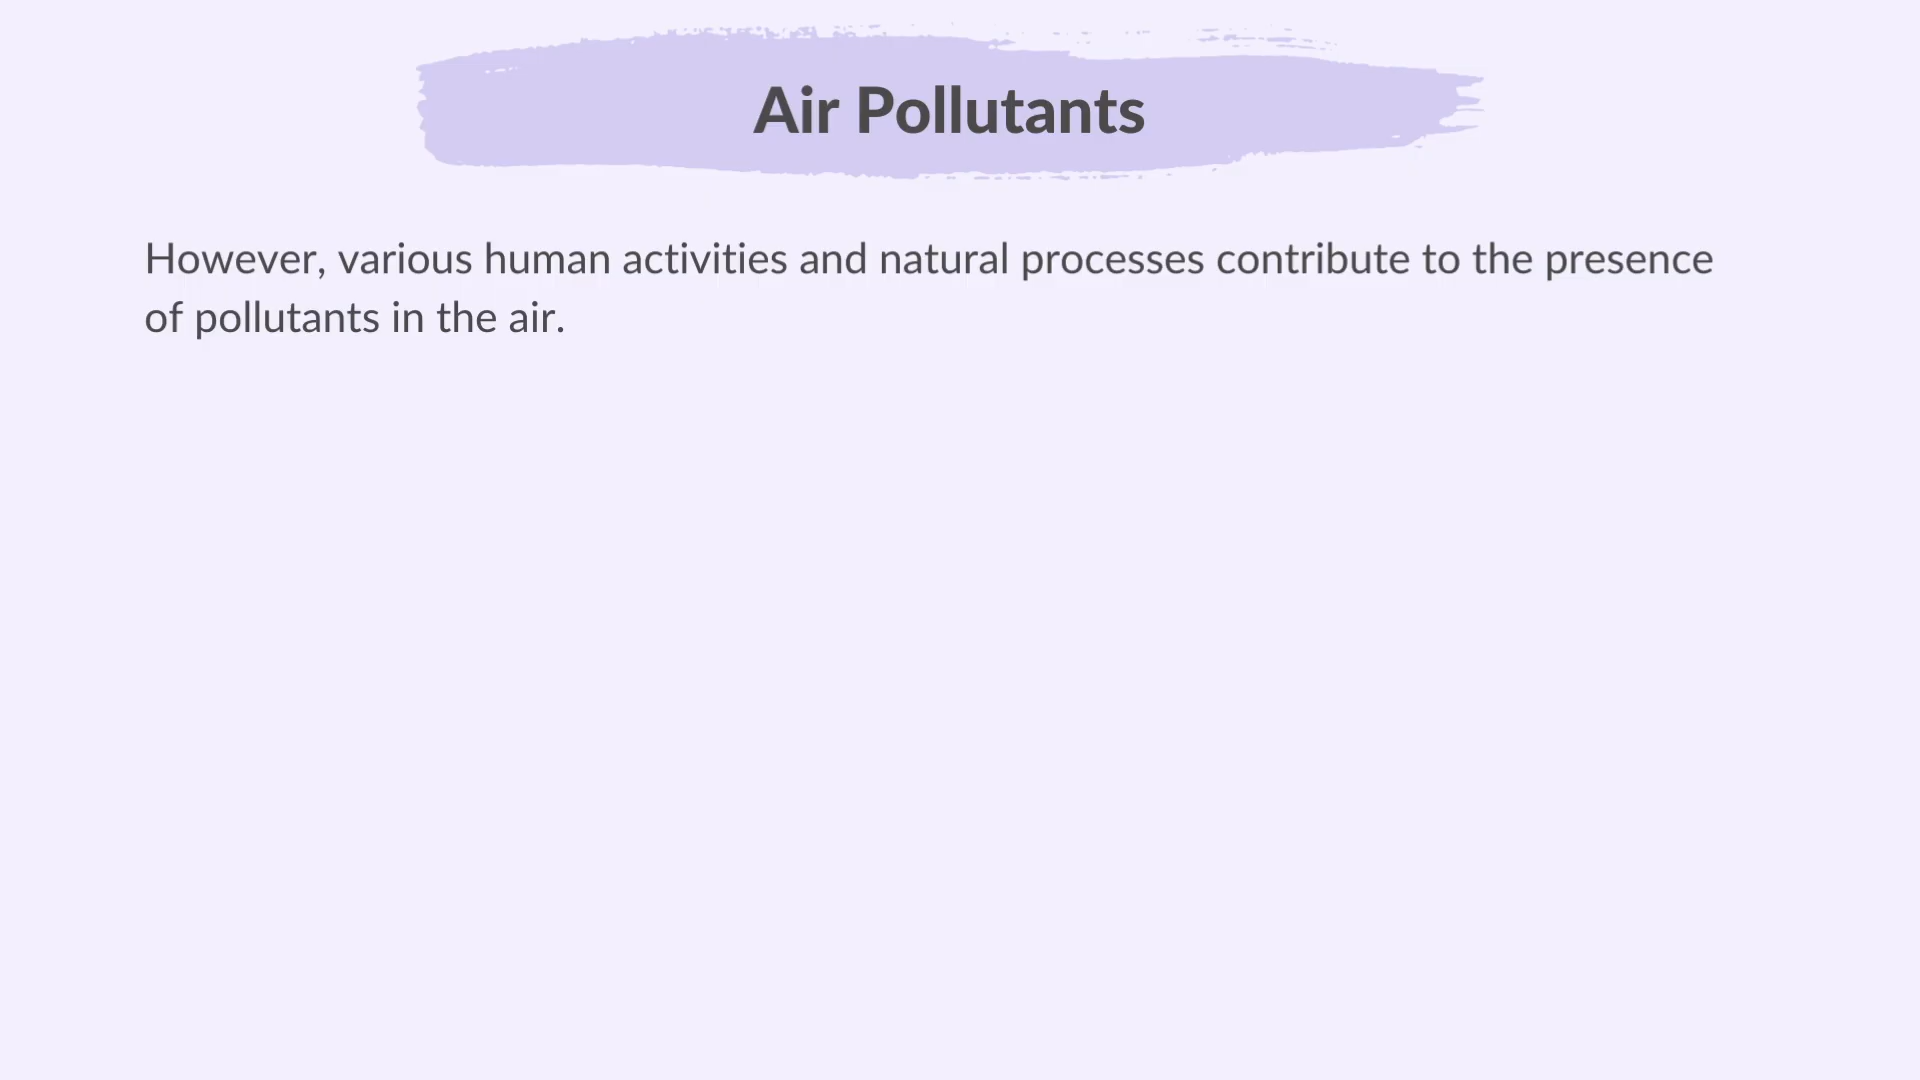 Air Pollutants
However, various human activities and natural processes contribute to the presence
of pollutants in the air.